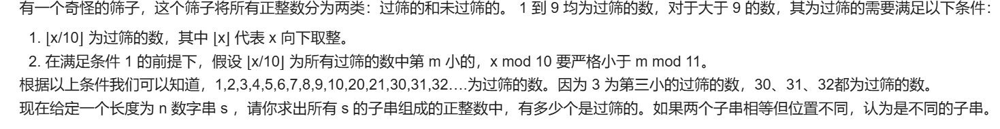 有一个奇怪的筛子，这个筛子将所有正整数分为两类：过筛的和未过筛的。 1 到 9 均为过筛的数，对于大于 9 的数，其为过筛的需要满足以下条件：
1. ⌊x/10⌋ 为过筛的数，其中 ⌊x⌋ 代表 x 向下取整。
2. 在满足条件 1 的前提下，假设 ⌊x/10⌋ 为所有过筛的数中第 m 小的，x mod 10 要严格小于 m mod 11。
根据以上条件我们可以知道，1,2,3,4,5,6,7,8,9,10,20,21,30,31,32….为过筛的数。因为 3 为第三小的过筛的数，30、31、32都为过筛的数。
现在给定一个长度为 n 数字串 s ，请你求出所有 s 的子串组成的正整数中，有多少个是过筛的。如果两个子串相等但位置不同，认为是不同的子串。